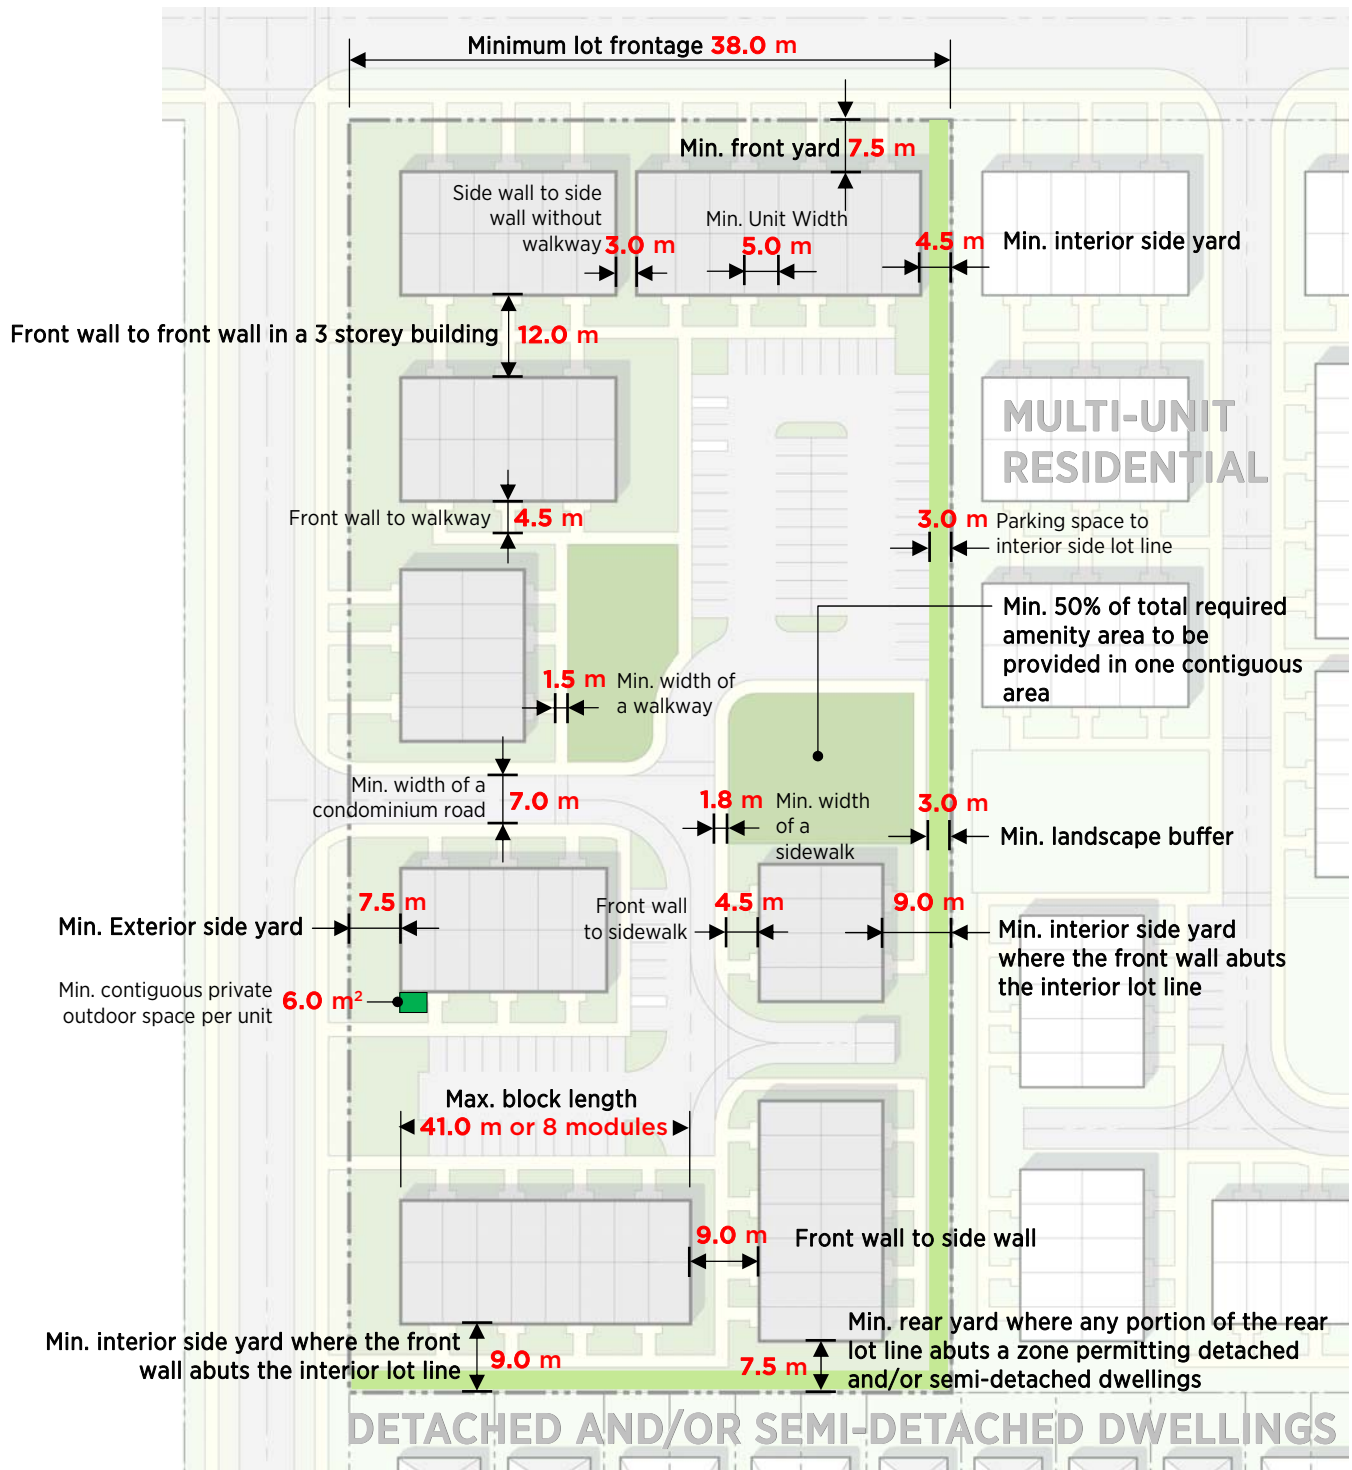 Minimum lot frontage 38.0 m
Min. front yard 7.5 m
Side wall to side
wall without
walkway 3.0 m
Min. Unit Width
5.0 m
4.5 m Min. interior side yard
Front wall to front wall in a 3 storey building 12.0 m
MULTI-UNIT
RESIDENTIAL
Front wall to walkway 4.5 m
3.0 m Parking space to
interior side lot line
Min. 50% of total required
amenity area to be
provided in one contiguous
area
1.5 m Min. width of
a walkway
Min. width of a
condominium road 7.0 m
1.8 m Min. width
of a
sidewalk
3.0 m
Min. landscape buffer
7.5 m
Min. Exterior side yard
Front wall
to sidewalk
4.5 m
9.0 m
Min. interior side yard
where the front wall abuts
the interior lot line
Min. contiguous private
outdoor space per unit 6.0 m²
Max. block length
41.0 m or 8 modules
9.0 m Front wall to side wall
Min. interior side yard where the front
wall abuts the interior lot line 9.0 m
7.5 m
Min. rear yard where any portion of the rear
lot line abuts a zone permitting detached
and/or semi-detached dwellings
DETACHED AND/OR SEMI-DETACHED DWELLINGS